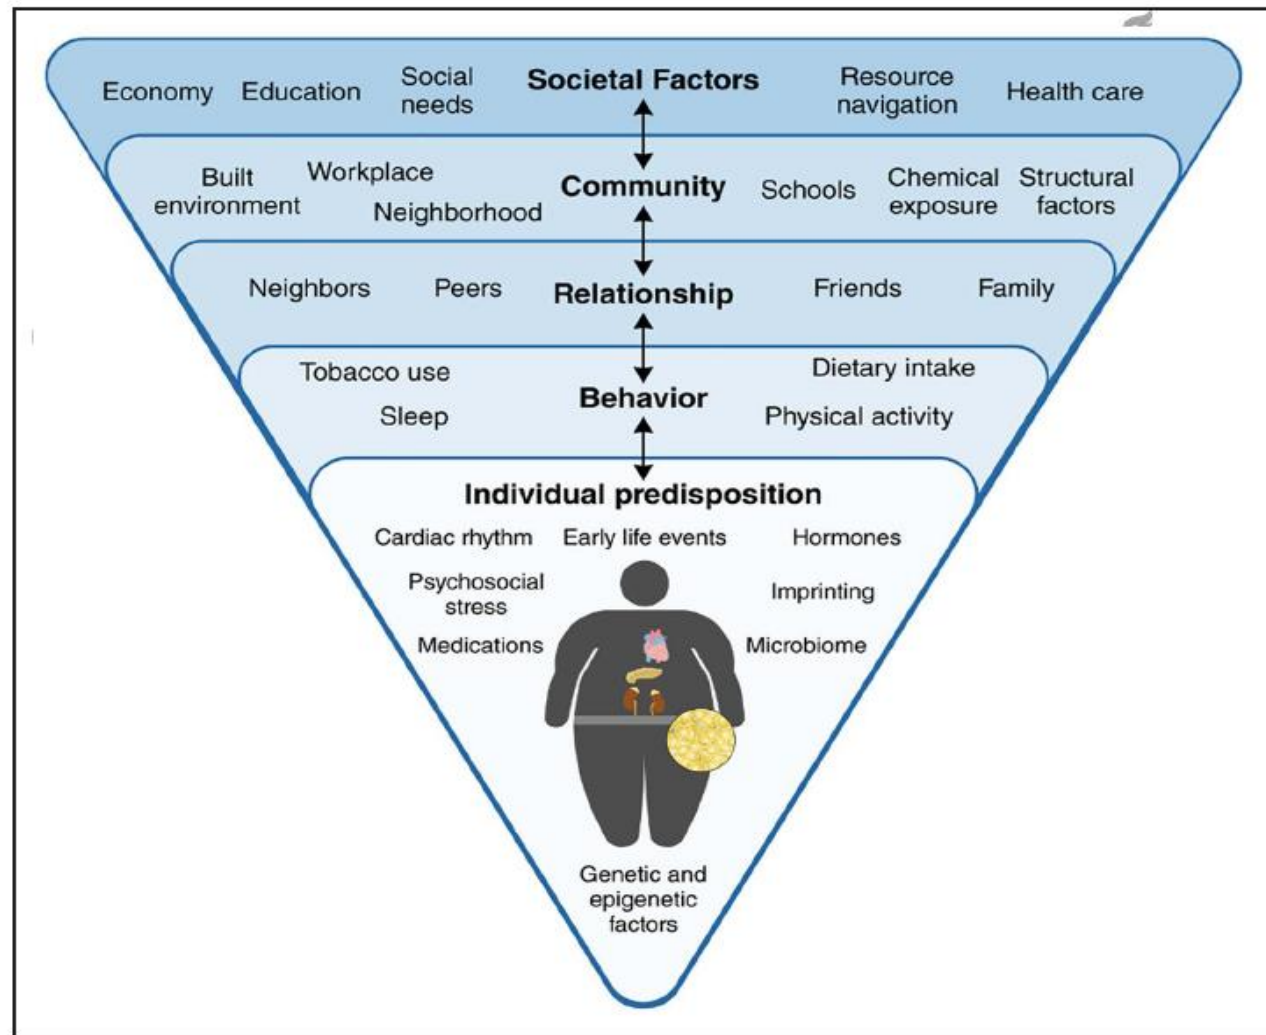 Economy
Education
Social
needs
Societal Factors
Resource
navigation
Health care
Built
environment
Workplace
Neighborhood
Community
Schools
Chemical
exposure
Structural
factors
Neighbors
Peers
Relationship
Friends
Family
Tobacco use
Sleep
Behavior
Dietary intake
Physical activity
Individual predisposition
Cardiac rhythm
Early life events
Hormones
Psychosocial
stress
Imprinting
Medications
Microbiome
Genetic and
epigenetic
factors